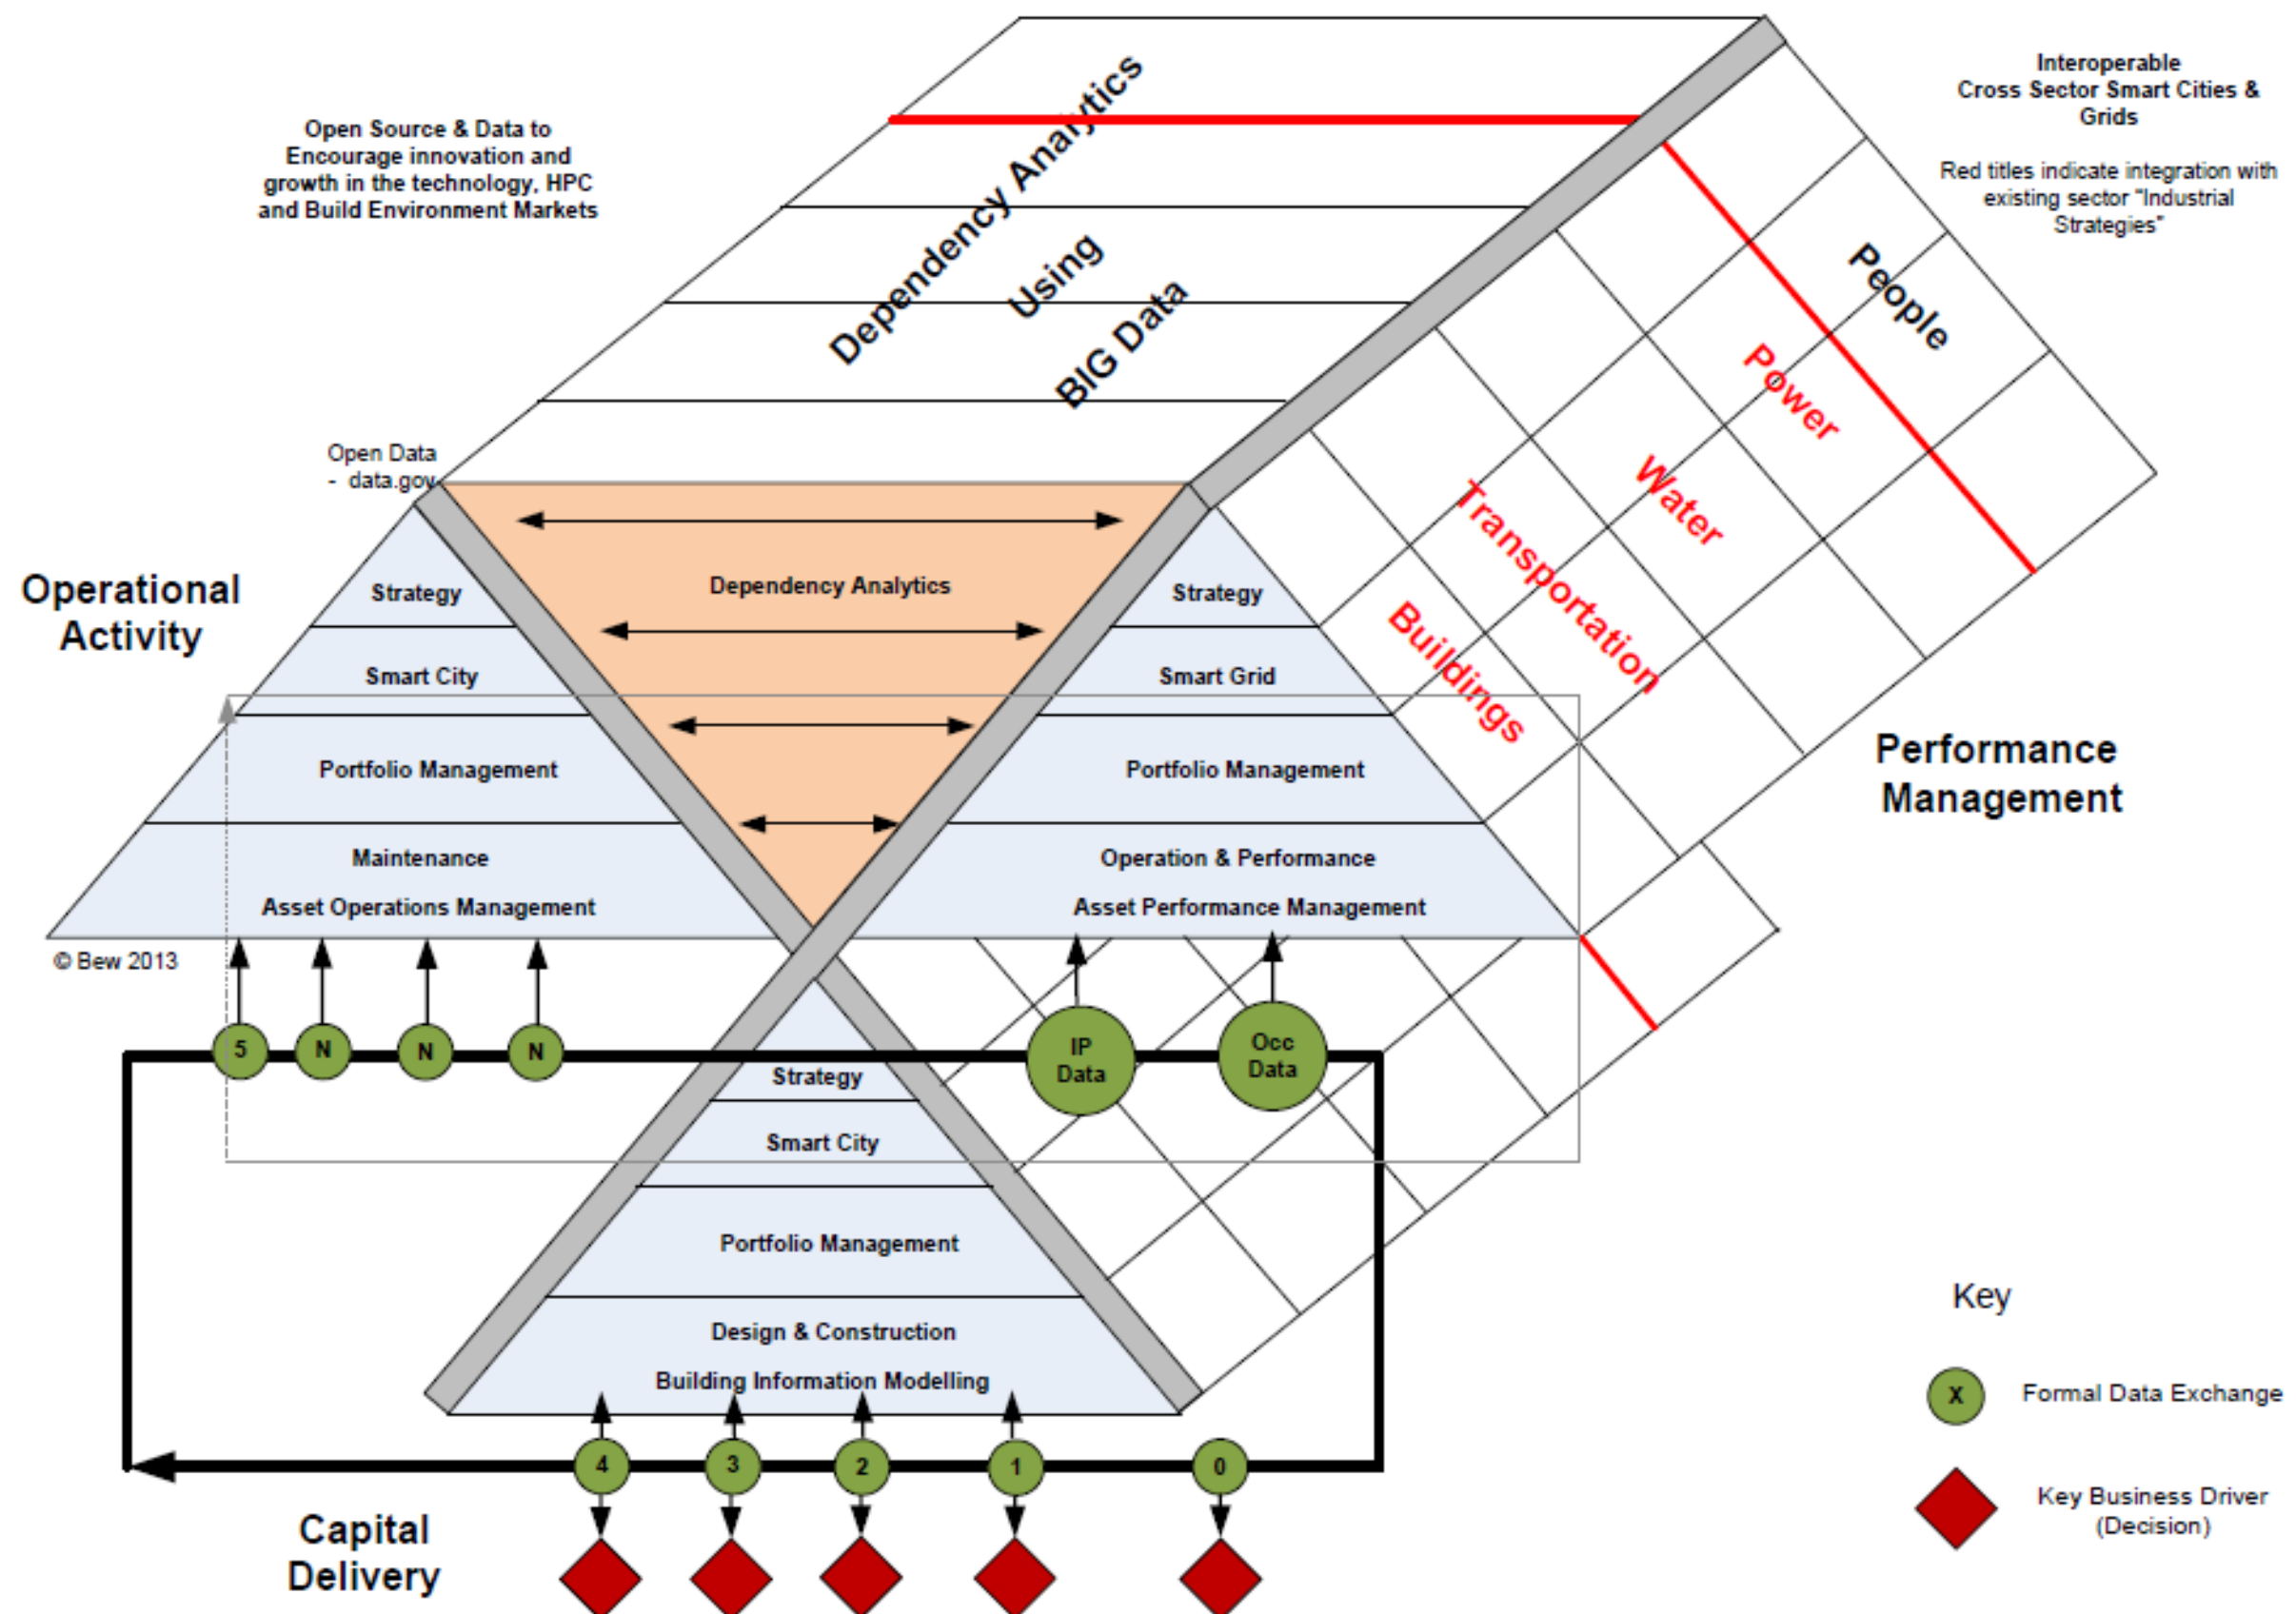 Open Source & Data to
Encourage innovation and
growth in the technology, HPC
and Build Environment Markets
Interoperable
Cross Sector Smart Cities &
Grids
Red titles indicate integration with
existing sector "Industrial
Strategies"
Dependency Analytics
Using
BIG Data
People
Power
Water
Transportation
Buildings
Open Data
- data.gov
Operational
Activity
Strategy
Smart City
Portfolio Management
Maintenance
Asset Operations Management
Dependency Analytics
Strategy
Smart Grid
Portfolio Management
Operation & Performance
Asset Performance Management
Performance
Management
© Bew 2013
5
N
N
N
IP
Data
Occ
Data
Strategy
Smart City
Portfolio Management
Design & Construction
Building Information Modelling
4
3
2
1
0
Capital
Delivery
Key
X
Formal Data Exchange
Key Business Driver
(Decision)